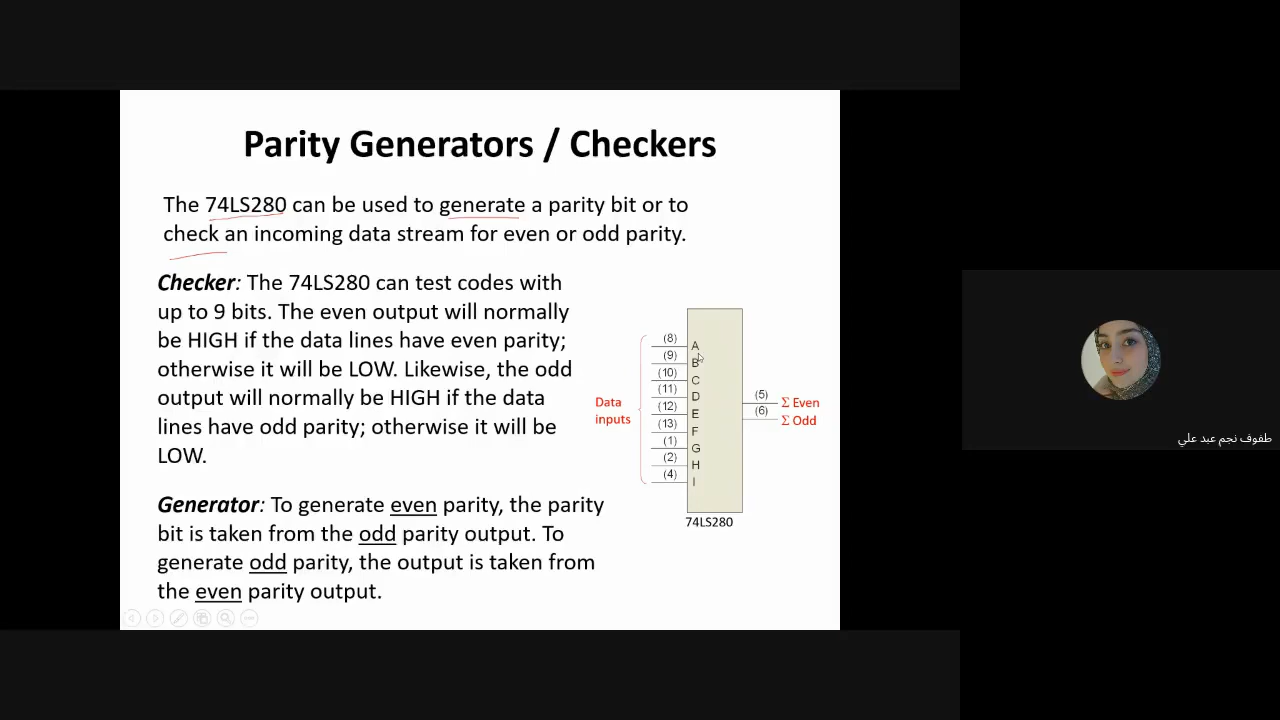 Parity Generators / Checkers
The 74LS280 can be used to generate a parity bit or to
check an incoming data stream for even or odd parity.
Checker: The 74LS280 can test codes with
up to 9 bits. The even output will normally
be HIGH if the data lines have even parity;
otherwise it will be LOW. Likewise, the odd
output will normally be HIGH if the data
lines have odd parity; otherwise it will be
LOW.
Generator: To generate even parity, the parity
bit is taken from the odd parity output. To
generate odd parity, the output is taken from
the even parity output.
Data
inputs
(8) A
(9) B
(10) C
(11) D
(12) E
(13) F
(1) G
(2) H
(4) I
(5) Σ Even
(6) Σ Odd
74LS280
طفوف نجم عبد علي